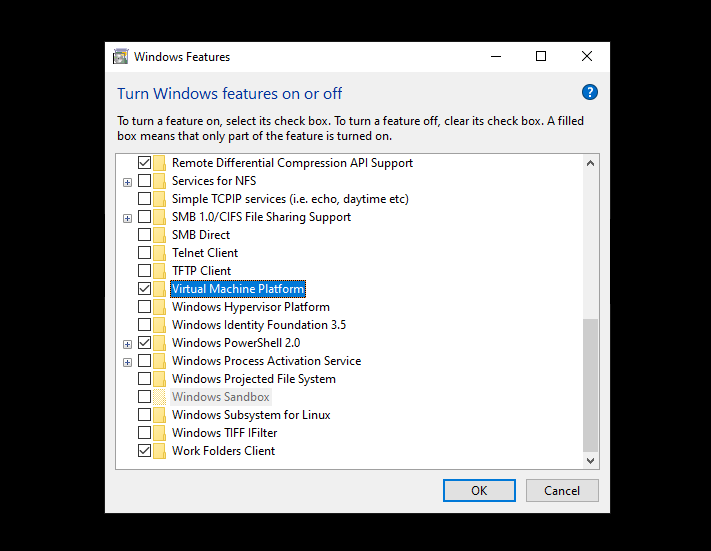 Windows Features
Turn Windows features on or off
?
To turn a feature on, select its check box. To turn a feature off, clear its check box. A filled
box means that only part of the feature is turned on.
Remote Differential Compression API Support
Services for NFS
Simple TCPIP services (i.e. echo, daytime etc)
SMB 1.0/CIFS File Sharing Support
SMB Direct
Telnet Client
TFTP Client
Virtual Machine Platform
Windows Hypervisor Platform
Windows Identity Foundation 3.5
Windows PowerShell 2.0
Windows Process Activation Service
Windows Projected File System
Windows Sandbox
Windows Subsystem for Linux
Windows TIFF IFilter
Work Folders Client
OK Cancel